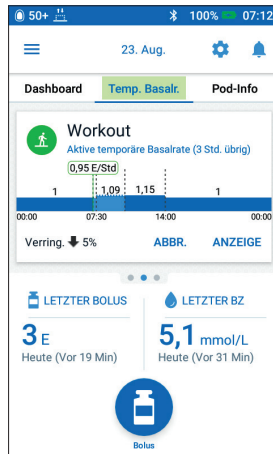 50+ 100% 07:12
23. Aug.
Dashboard Temp. Basalr. Pod-Info
Workout
Aktive temporäre Basalrate (3 Std. übrig)
0,95 E/Std
1 1,09 1,15 1
00:00 07:30 14:00 00:00
Verring. 5% ABBR. ANZEIGE
LETZTER BOLUS LETZTER BZ
3 E 5,1 mmol/L
Heute (Vor 19 Min) Heute (Vor 31 Min)
Bolus